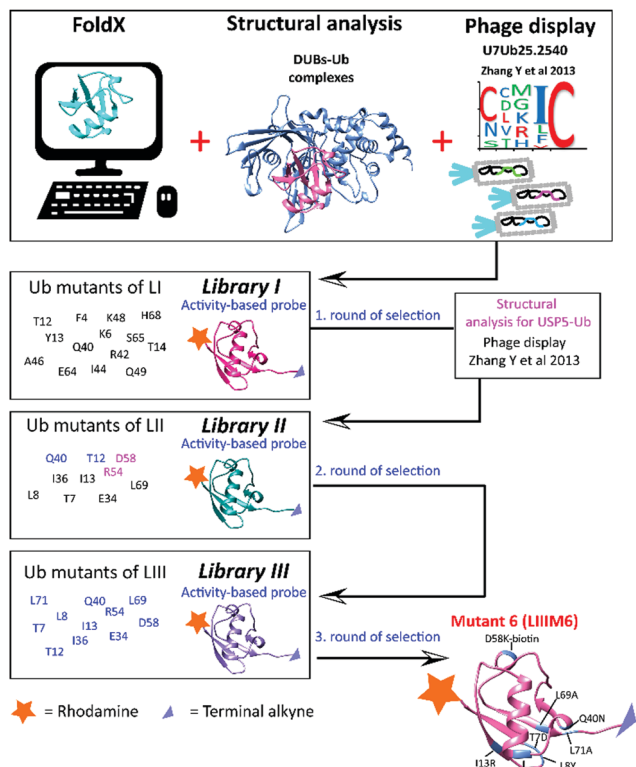 FoldX
Structural analysis
Phage display
DUBs-Ub
complexes
U7Ub25.2540
Zhang Y et al 2013
+
+
C
N
S
C
D
L
V
T
M
G
K
R
H
I
L
F
C
Ub mutants of LI
Library I
Activity-based probe
T12
F4
K48
H68
Y13
K6
S65
Q40
T14
A46
R42
E64
I44
Q49
1. round of selection
Structural
analysis for USP5-Ub
Phage display
Zhang Y et al 2013
Ub mutants of LII
Library II
Activity-based probe
Q40
T12
D58
R54
I36
I13
L69
L8
T7
E34
2. round of selection
Ub mutants of LIII
Library III
Activity-based probe
L71
Q40
L69
L8
R54
T7
I13
D58
I36
E34
T12
3. round of selection
Mutant 6 (LIIIM6)
D58K-biotin
L69A
Q40N
T7D
L71A
I13R
L8Y
= Rhodamine
= Terminal alkyne